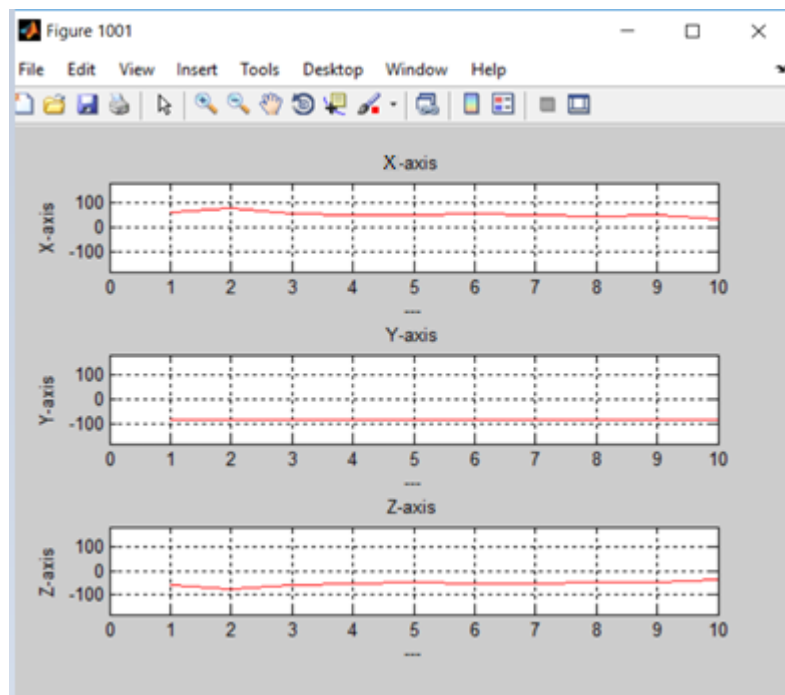 Figure 1001
File Edit View Insert Tools Desktop Window Help
X-axis
X-axis
100
0
-100
0 1 2 3 4 5 6 7 8 9 10
---
Y-axis
Y-axis
100
0
-100
0 1 2 3 4 5 6 7 8 9 10
---
Z-axis
Z-axis
100
0
-100
0 1 2 3 4 5 6 7 8 9 10
---